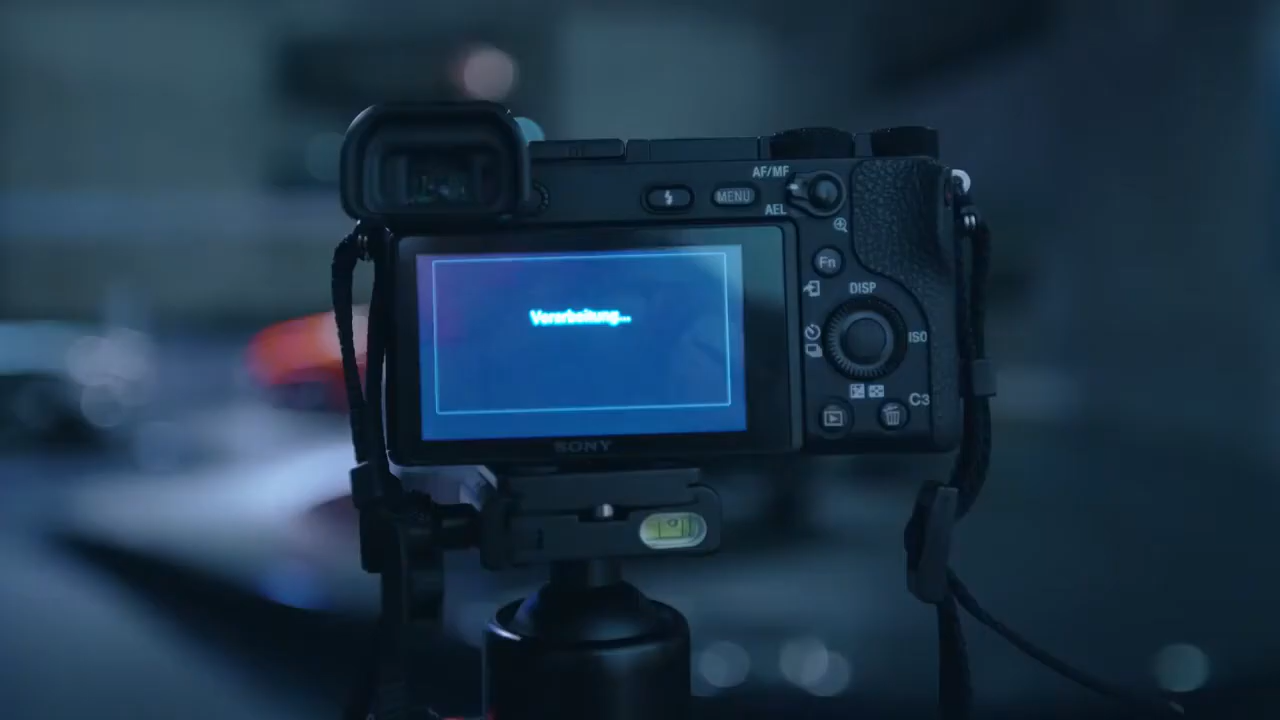 AF/MF
MENU
AEL
Fn
DISP
Verarbeitung...
ISO
C3
SONY